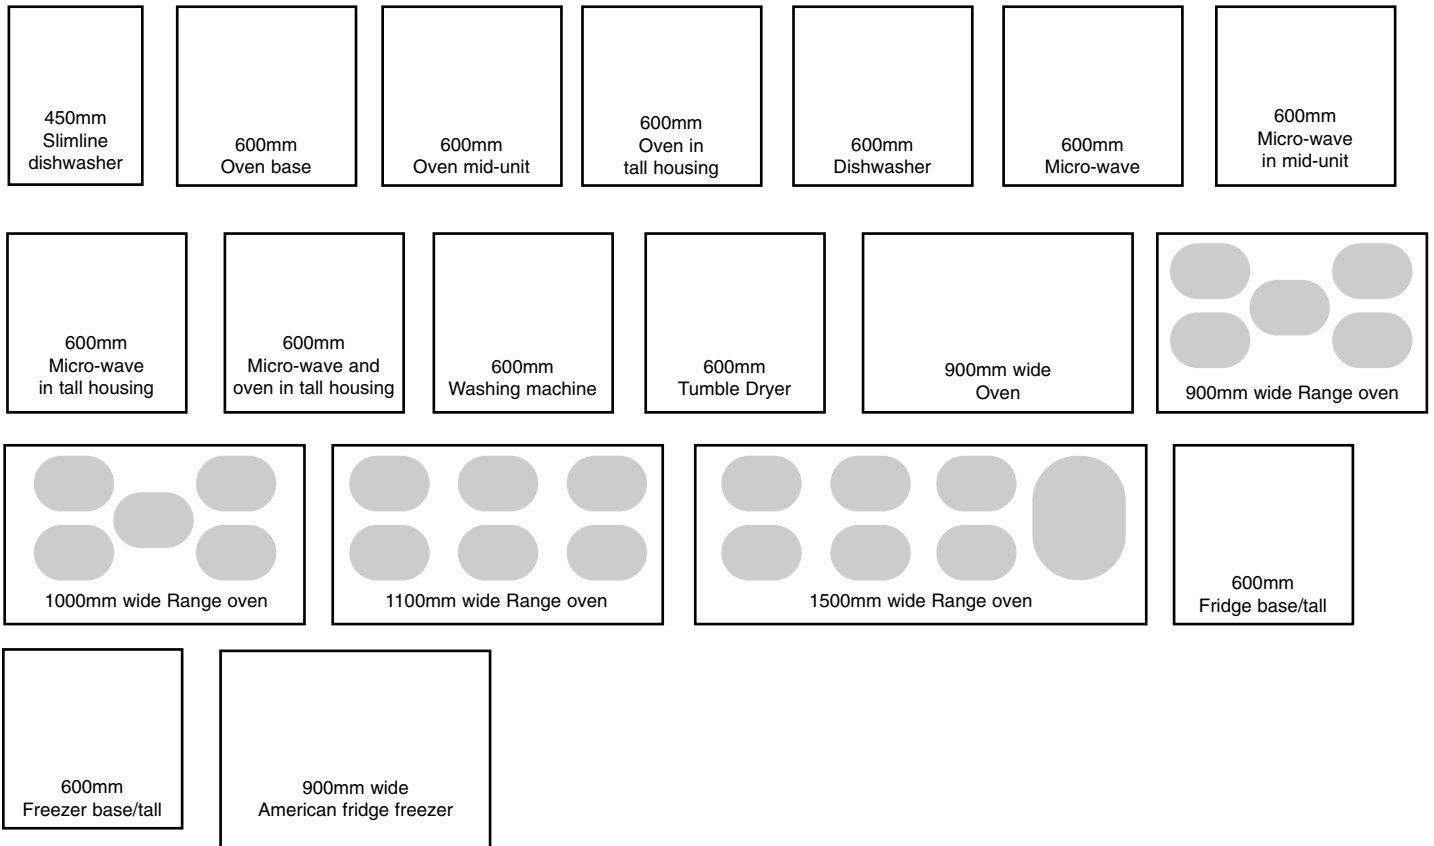 450mm
Slimline
dishwasher
600mm
Oven base
600mm
Oven mid-unit
600mm
Oven in
tall housing
600mm
Dishwasher
600mm
Micro-wave
600mm
Micro-wave
in mid-unit
600mm
Micro-wave
in tall housing
600mm
Micro-wave and
oven in tall housing
600mm
Washing machine
600mm
Tumble Dryer
900mm wide
Oven
900mm wide Range oven
1000mm wide Range oven
1100mm wide Range oven
1500mm wide Range oven
600mm
Fridge base/tall
600mm
Freezer base/tall
900mm wide
American fridge freezer